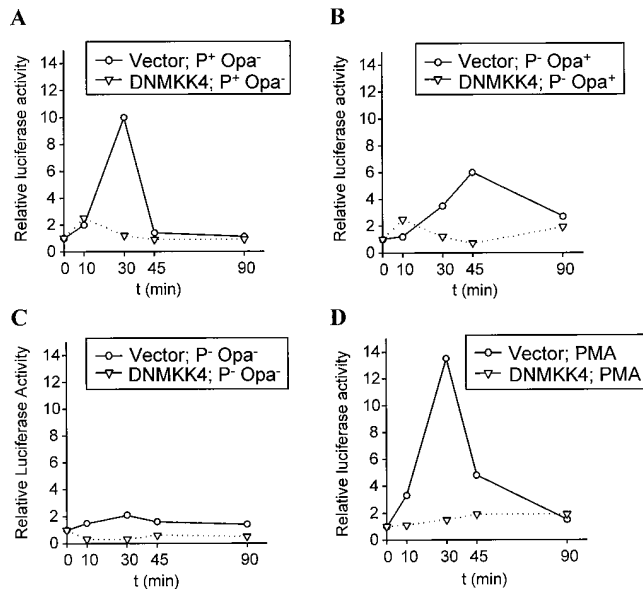 A
Relative luciferase activity
14
12
10
8
6
4
2
0
Vector; P+ Opa-
DNMKK4; P+ Opa-
0 10 30 45 90
t (min)
B
Relative luciferase activity
14
12
10
8
6
4
2
0
Vector; P- Opa+
DNMKK4; P- Opa+
0 10 30 45 90
t (min)
C
Relative Luciferase Activity
14
12
10
8
6
4
2
0
Vector; P- Opa-
DNMKK4; P- Opa-
0 10 30 45 90
t (min)
D
Relative luciferase activity
14
12
10
8
6
4
2
0
Vector; PMA
DNMKK4; PMA
0 10 30 45 90
t (min)